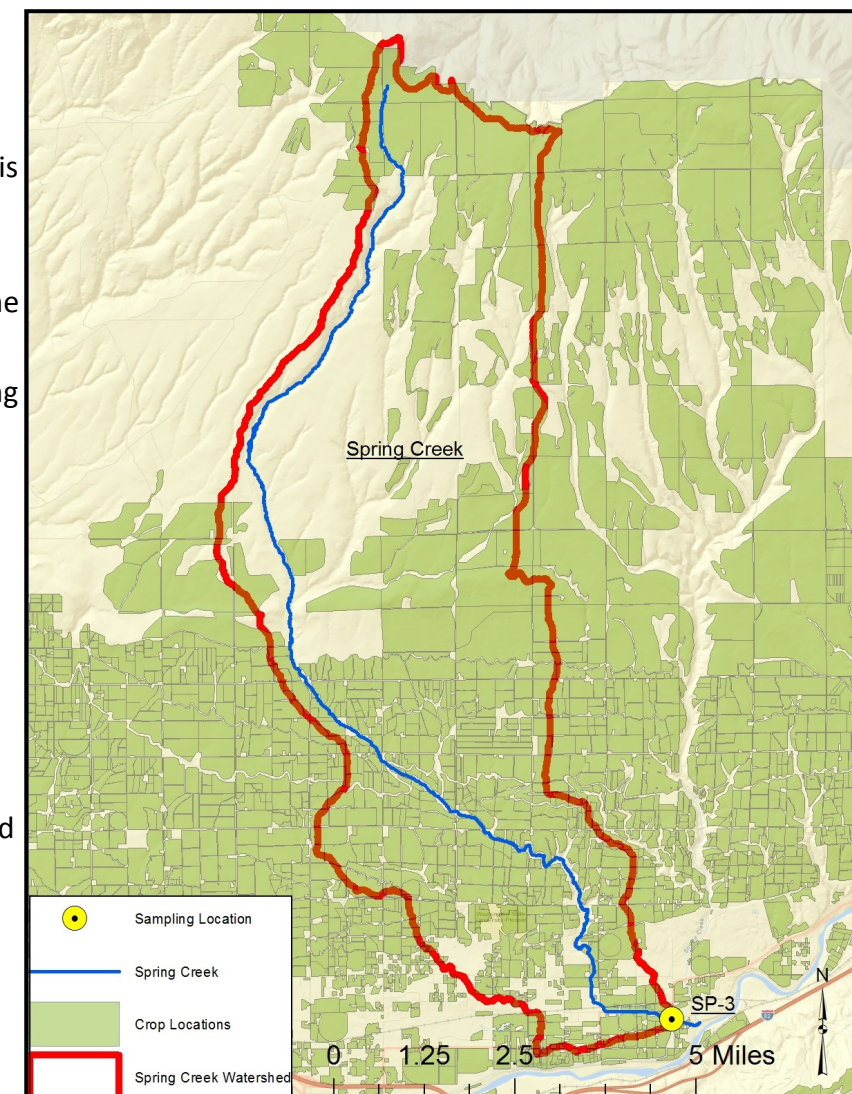 is
ne
ng
d
Spring Creek
SP-3
N
0 1.25 2.5 5 Miles
Sampling Location
Spring Creek
Crop Locations
Spring Creek Watershed